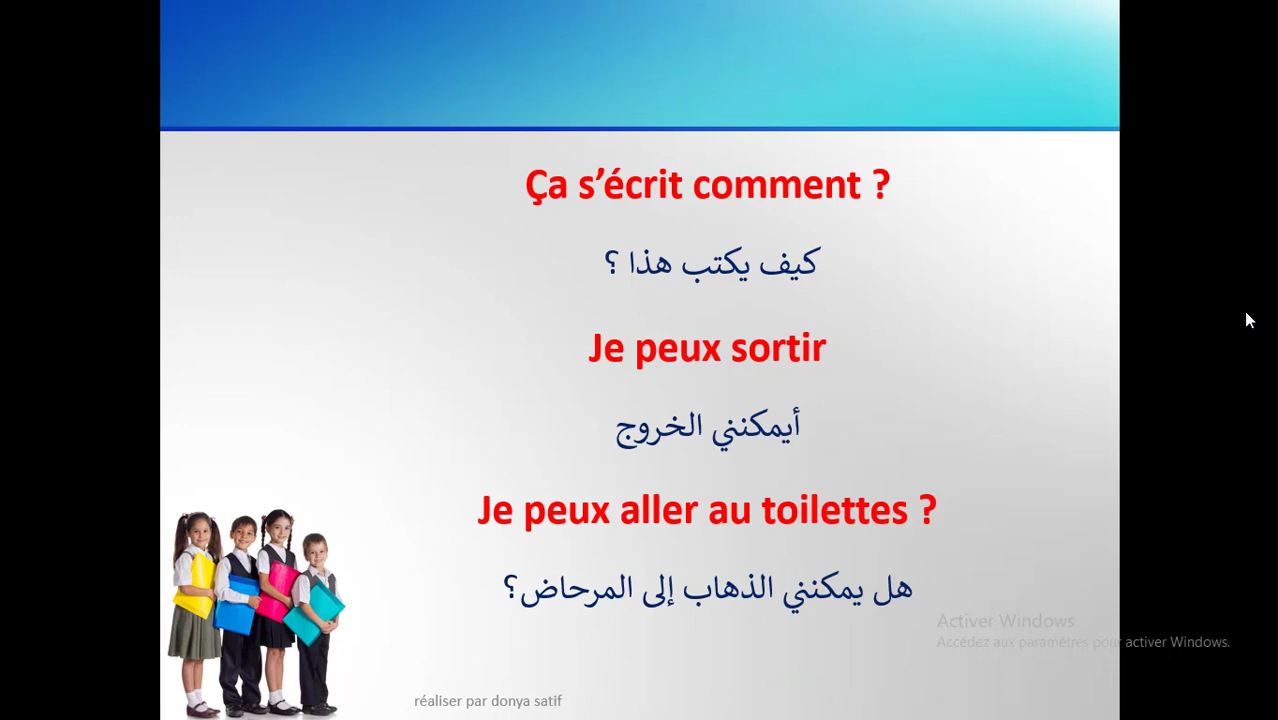 Ça s’écrit comment ?
كيف يكتب هذا ؟
Je peux sortir
أيمكنني الخروج
Je peux aller au toilettes ?
هل يمكنني الذهاب إلى المرحاض؟
Activer Windows
Accédez aux paramètres pour activer Windows.
réaliser par donya satif